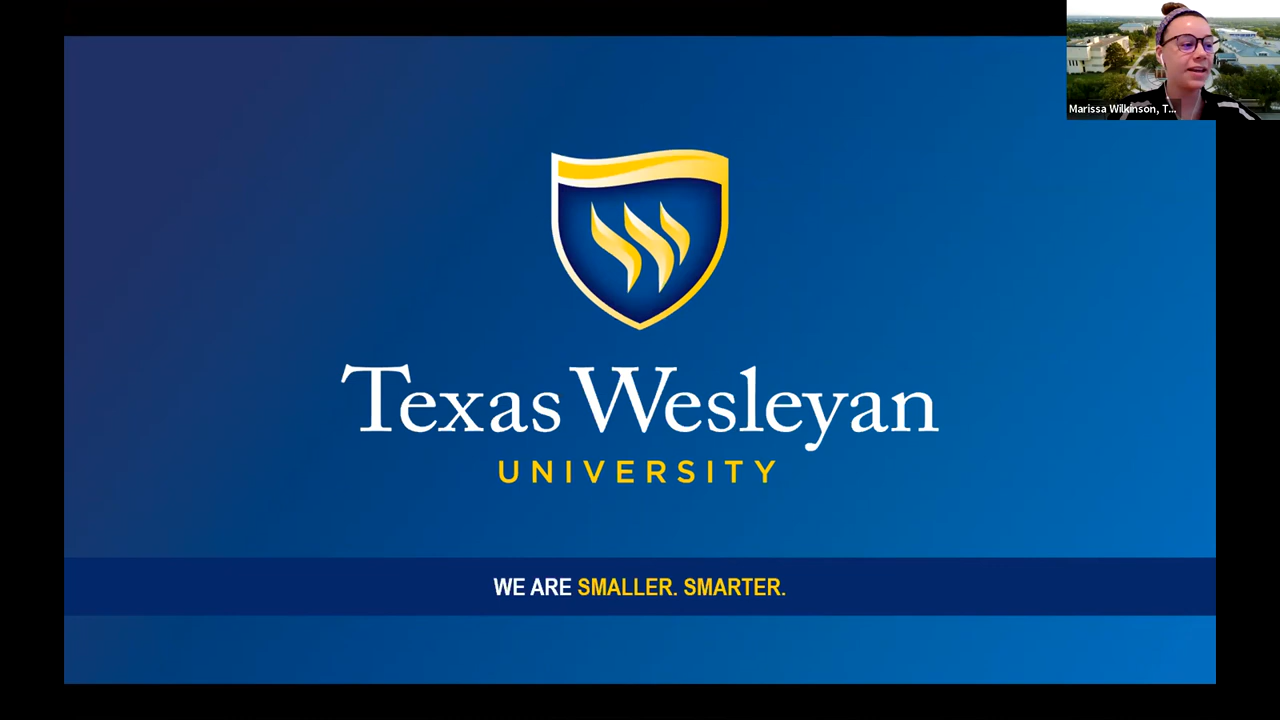 Marissa Wilkinson, T...
Texas Wesleyan
UNIVERSITY
WE ARE SMALLER. SMARTER.